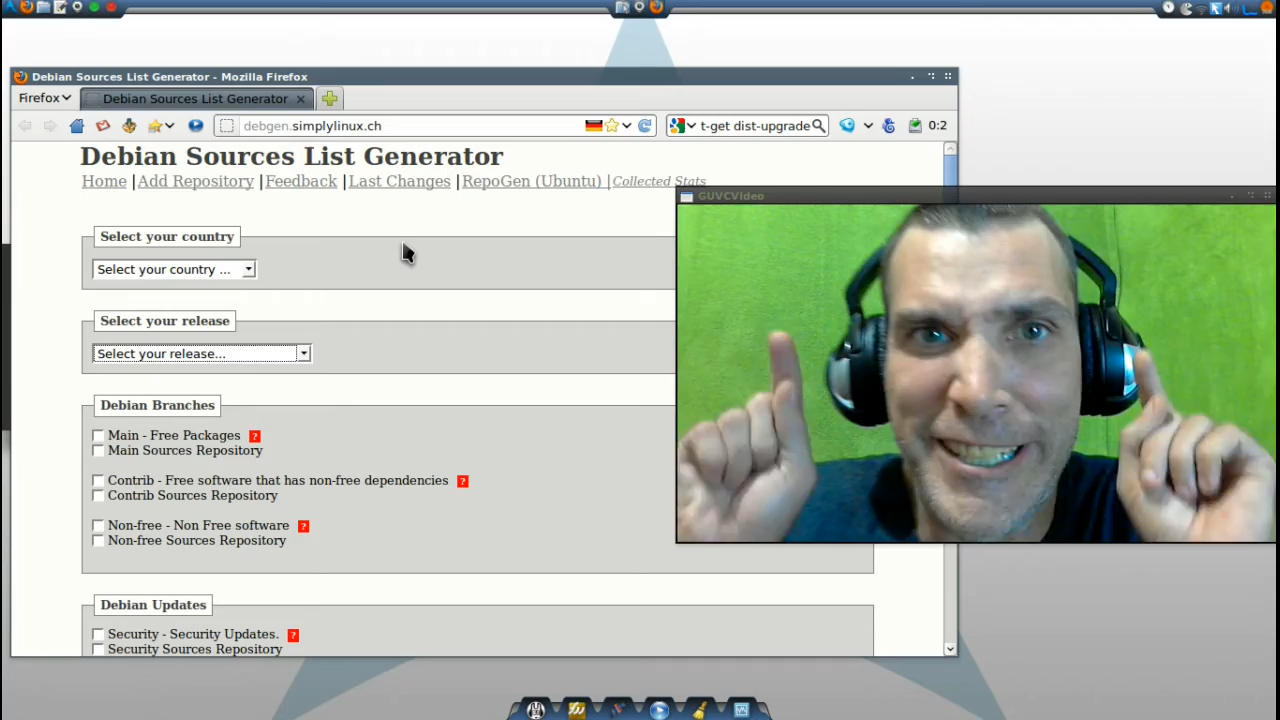 Debian Sources List Generator - Mozilla Firefox
Firefox
Debian Sources List Generator
debgen.simplylinux.ch
t-get dist-upgrade
0:2
Debian Sources List Generator
Home |Add Repository |Feedback |Last Changes |RepoGen (Ubuntu) |Collected Stats
GUVCVideo
Select your country
Select your country ...
Select your release
Select your release...
Debian Branches
Main - Free Packages ?
Main Sources Repository
Contrib - Free software that has non-free dependencies ?
Contrib Sources Repository
Non-free - Non Free software ?
Non-free Sources Repository
Debian Updates
Security - Security Updates. ?
Security Sources Repository